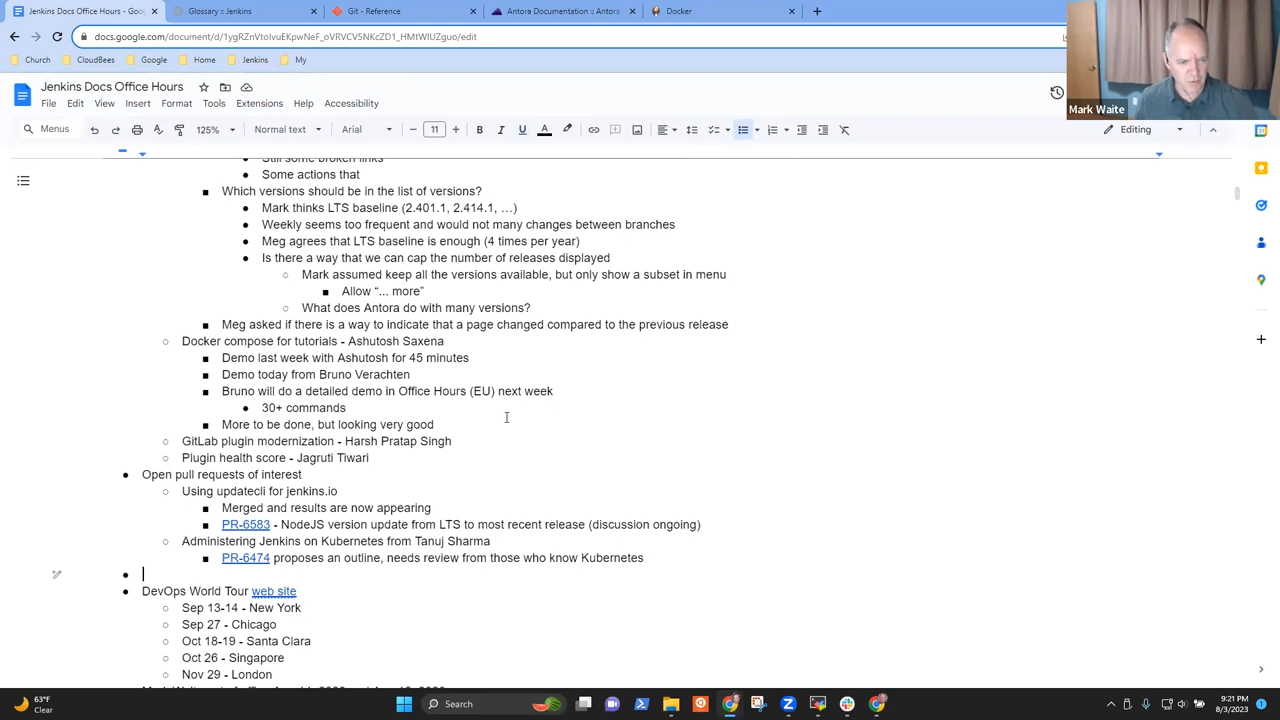 Jenkins Docs Office Hours - Goo
Glossary :: Jenkins
Git - Reference
Antora Documentation :: Antora
Docker
docs.google.com/document/d/1ygRZnVtoIvuEKpwNeF_oVRVCV5NKcZD1_HMtWIUZguo/edit
Church
CloudBees
Google
Home
Jenkins
My
Jenkins Docs Office Hours
File Edit View Insert Format Tools Extensions Help Accessibility
Menus
125%
Normal text
Arial
11
Editing
Mark Waite
Still some broken links
Some actions that
Which versions should be in the list of versions?
Mark thinks LTS baseline (2.401.1, 2.414.1, …)
Weekly seems too frequent and would not many changes between branches
Meg agrees that LTS baseline is enough (4 times per year)
Is there a way that we can cap the number of releases displayed
Mark assumed keep all the versions available, but only show a subset in menu
Allow “... more”
What does Antora do with many versions?
Meg asked if there is a way to indicate that a page changed compared to the previous release
Docker compose for tutorials - Ashutosh Saxena
Demo last week with Ashutosh for 45 minutes
Demo today from Bruno Verachten
Bruno will do a detailed demo in Office Hours (EU) next week
30+ commands
More to be done, but looking very good
GitLab plugin modernization - Harsh Pratap Singh
Plugin health score - Jagruti Tiwari
Open pull requests of interest
Using updatecli for jenkins.io
Merged and results are now appearing
PR-6583 - NodeJS version update from LTS to most recent release (discussion ongoing)
Administering Jenkins on Kubernetes from Tanuj Sharma
PR-6474 proposes an outline, needs review from those who know Kubernetes
DevOps World Tour web site
Sep 13-14 - New York
Sep 27 - Chicago
Oct 18-19 - Santa Clara
Oct 26 - Singapore
Nov 29 - London
63°F
Clear
Search
9:21 PM
8/3/2023